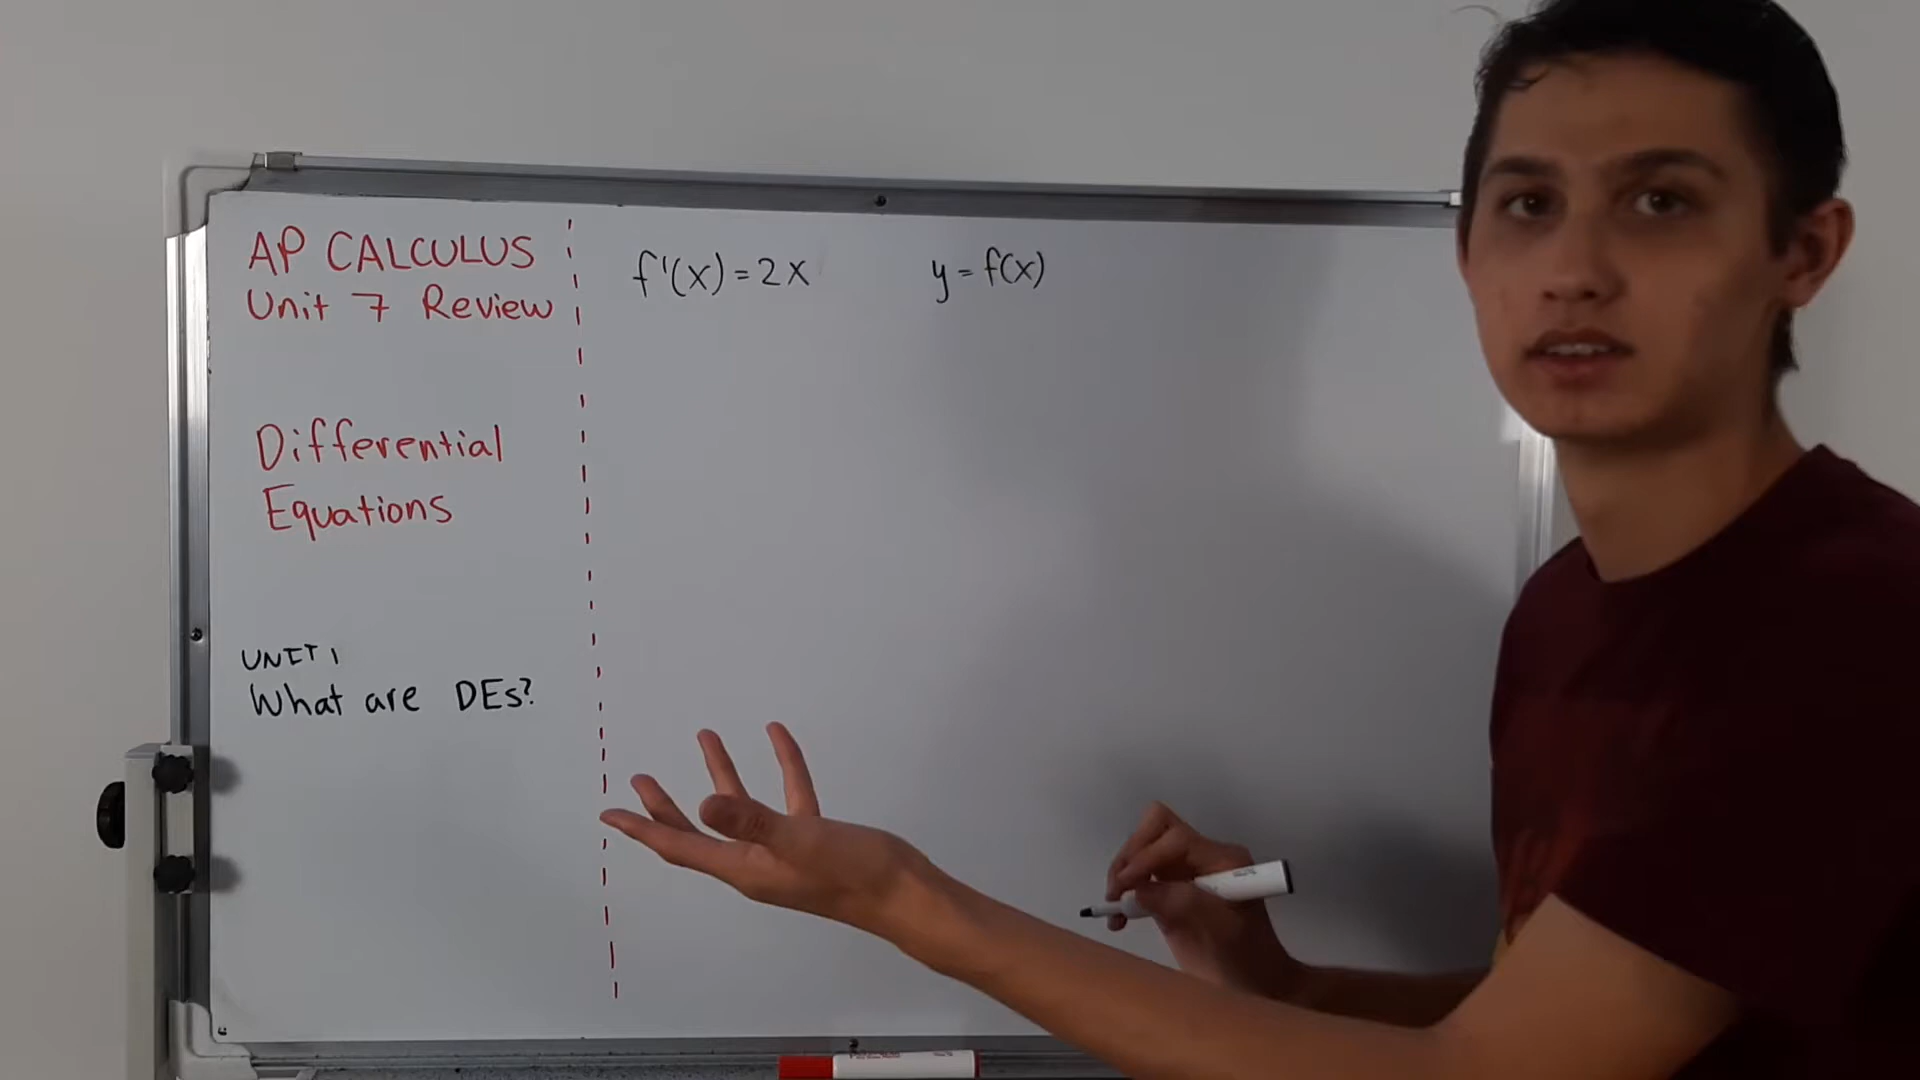 AP CALCULUS
Unit 7 Review
Differential
Equations
UNIT 1
What are DEs?
f'(x) = 2x
y = f(x)